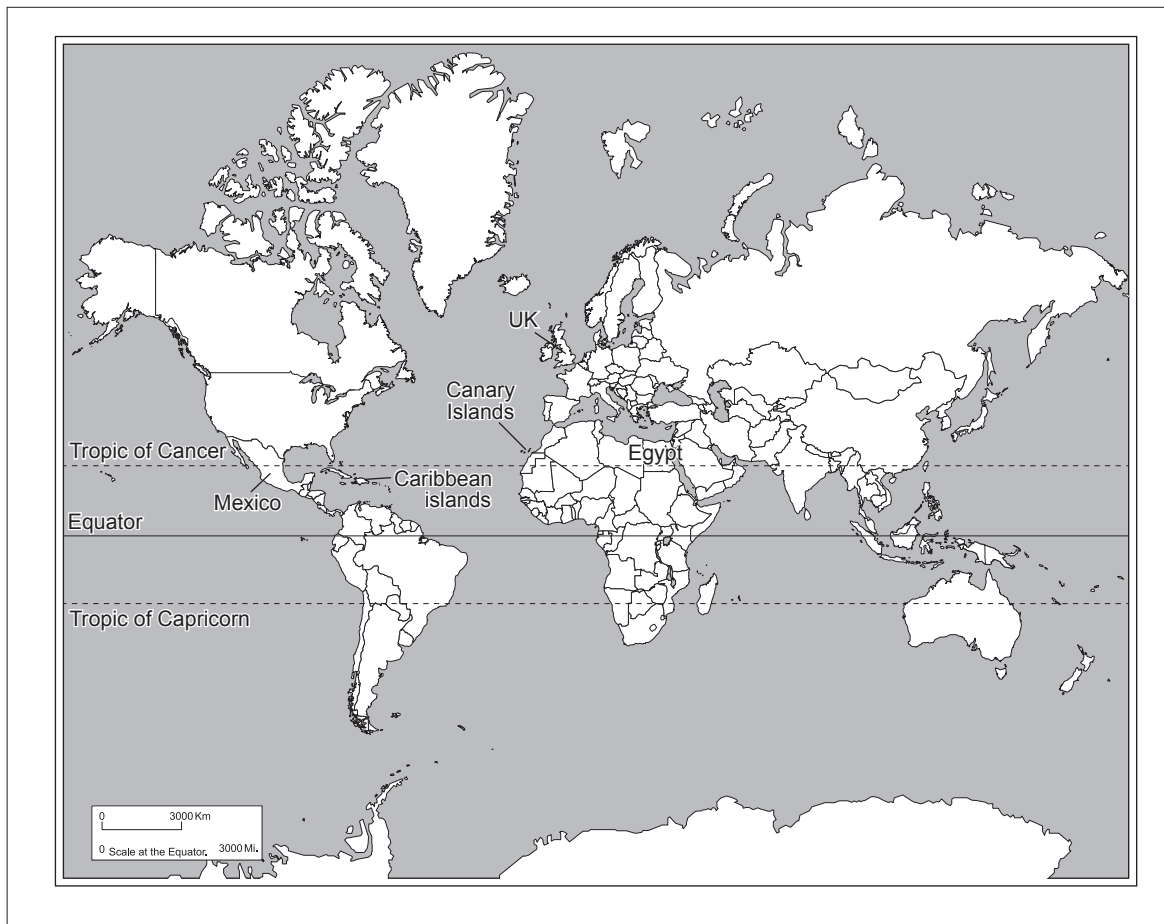 UK
Canary
Islands
Tropic of Cancer
Egypt
Caribbean
islands
Mexico
Equator
Tropic of Capricorn
0 3000 Km
0 Scale at the Equator. 3000 Mi.